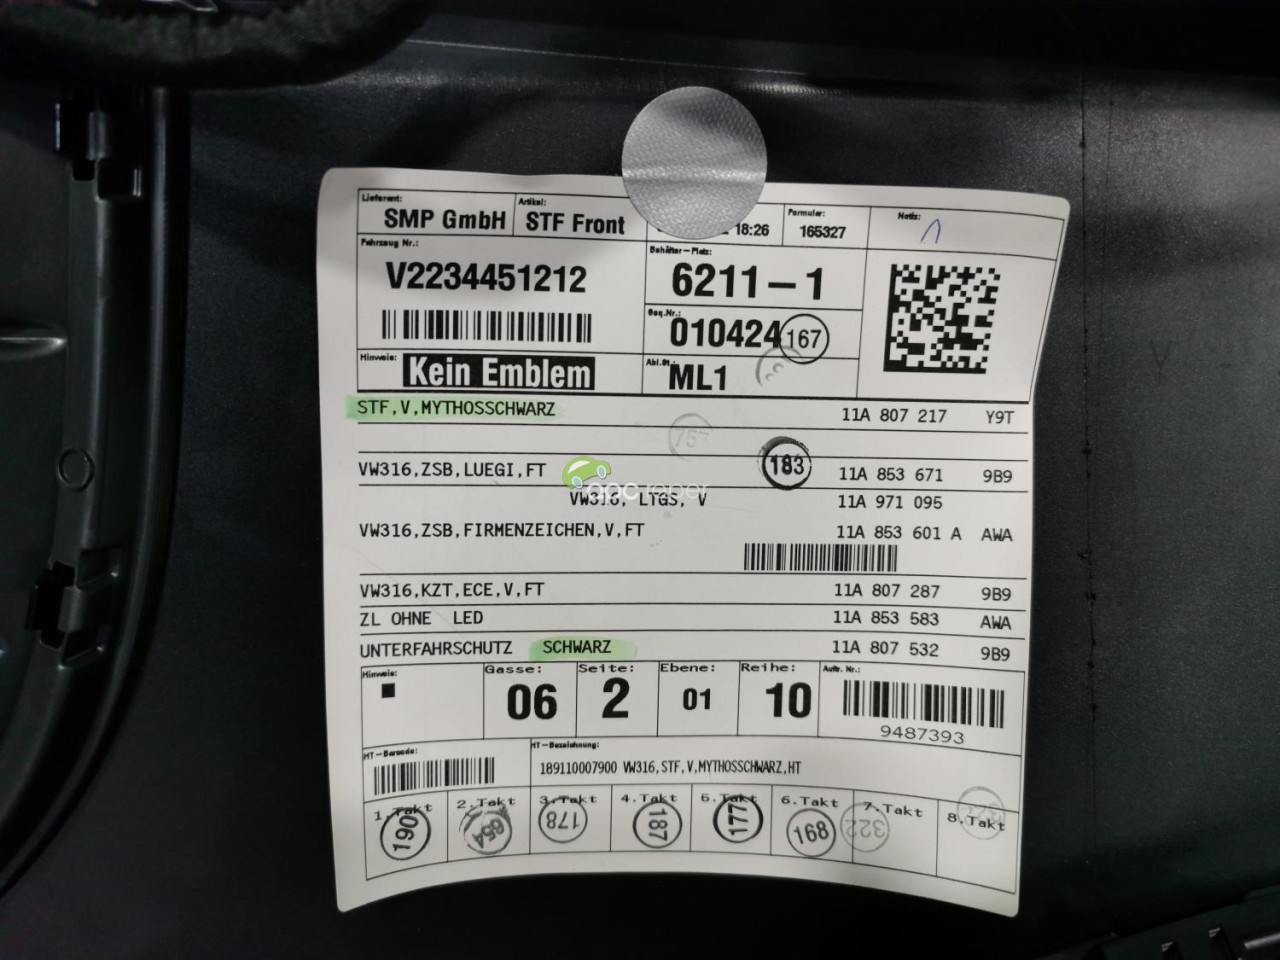 Lieferant: Artikel: Formular: Notiz:
SMP GmbH STF Front 18:26 165327
Fahrzeug Nr.: Behälter-Platz:
V2234451212 6211-1
Seq.Nr.:
010424 167
Hinweis: Kein Emblem Abl.Ot.: ML1
STF,V,MYTHOSSCHWARZ 11A 807 217 Y9T
75
VW316,ZSB,LUEGI,FT 183 11A 853 671 9B9
VW316, LTGS, V 11A 971 095
VW316,ZSB,FIRMENZEICHEN,V,FT 11A 853 601 A AWA
VW316,KZT,ECE,V,FT 11A 807 287 9B9
ZL OHNE LED 11A 853 583 AWA
UNTERFAHRSCHUTZ SCHWARZ 11A 807 532 9B9
Hinweis: Gasse: Seite: Ebene: Reihe: Auftr. Nr.:
06 2 01 10
9487393
HT-Barcode: HT-Bezeichnung:
189110007900 VW316,STF,V,MYTHOSSCHWARZ,HT
1.Takt 2.Takt 3.Takt 4.Takt 5.Takt 6.Takt 7.Takt 8.Takt
190 654 178 187 177 168 322